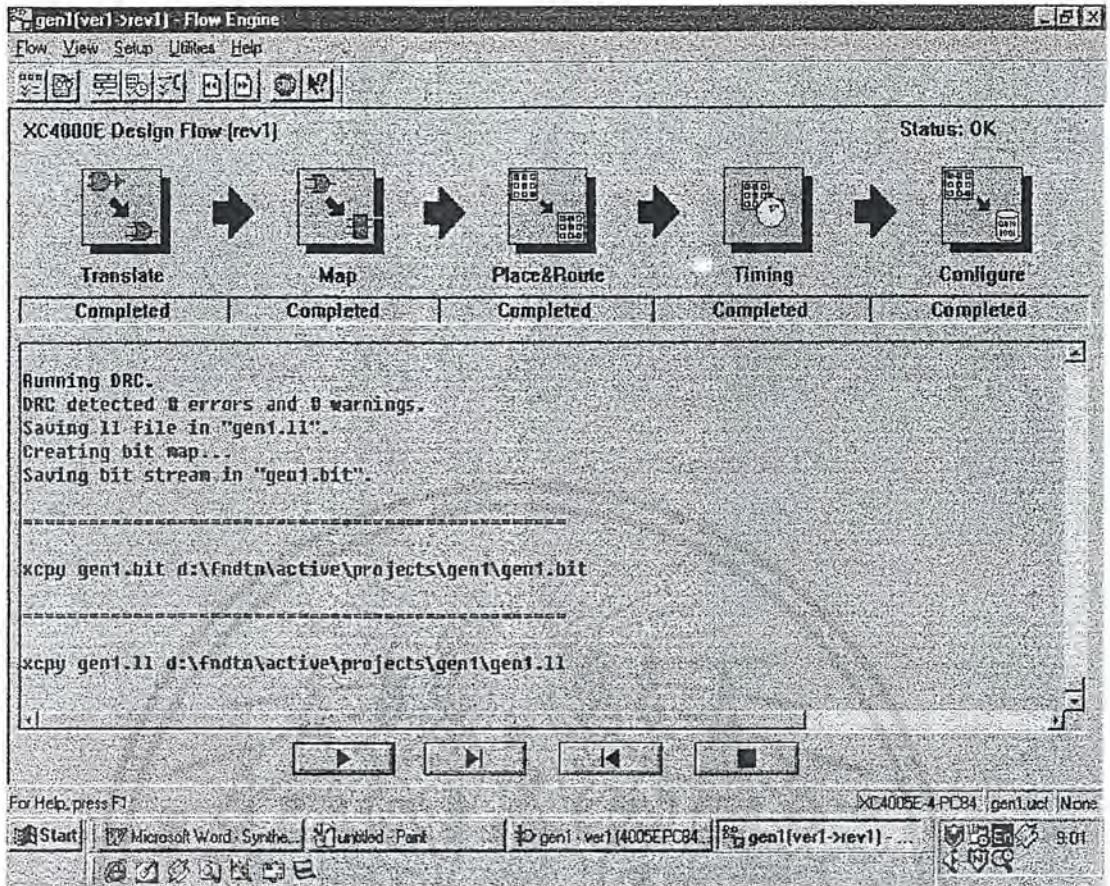 gen1(ver1->rev1) - Flow Engine
Flow View Setup Utilities Help
XC4000E Design Flow (rev1)
Status: OK
Translate
Map
Place&Route
Timing
Configure
Completed
Completed
Completed
Completed
Completed
Running DRC.
DRC detected 0 errors and 0 warnings.
Saving ll file in "gen1.ll".
Creating bit map...
Saving bit stream in "gen1.bit".
==================================================
xcpy gen1.bit d:\fndtn\active\projects\gen1\gen1.bit
==================================================
xcpy gen1.ll d:\fndtn\active\projects\gen1\gen1.ll
For Help, press F1
XC4005E-4-PC84 gen1.ucf None
Start
Microsoft Word - Synthe...
untitled - Paint
gen1 - ver1 (4005EPC84...
gen1(ver1->rev1) - ...
9:01